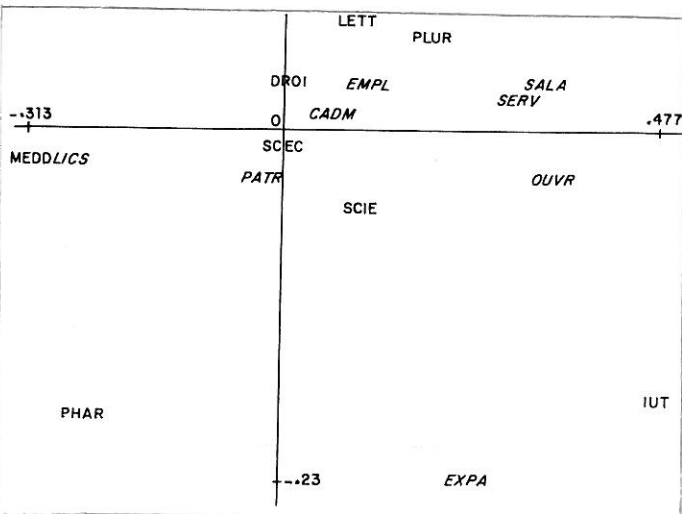 LETT
PLUR
DROI EMPL SALA
SERV
-.313 0 CADM .477
SCEC
MEDDLICS
PATR OUVR
SCIE
PHAR IUT
-.23 EXPA